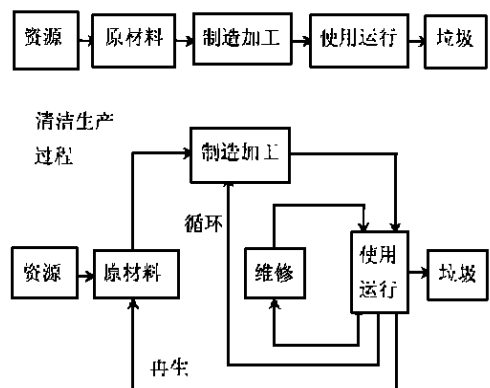 资源
原材料
制造加工
使用运行
垃圾
清洁生产
过程
制造加工
循环
资源
原材料
维修
使用
运行
垃圾
再生